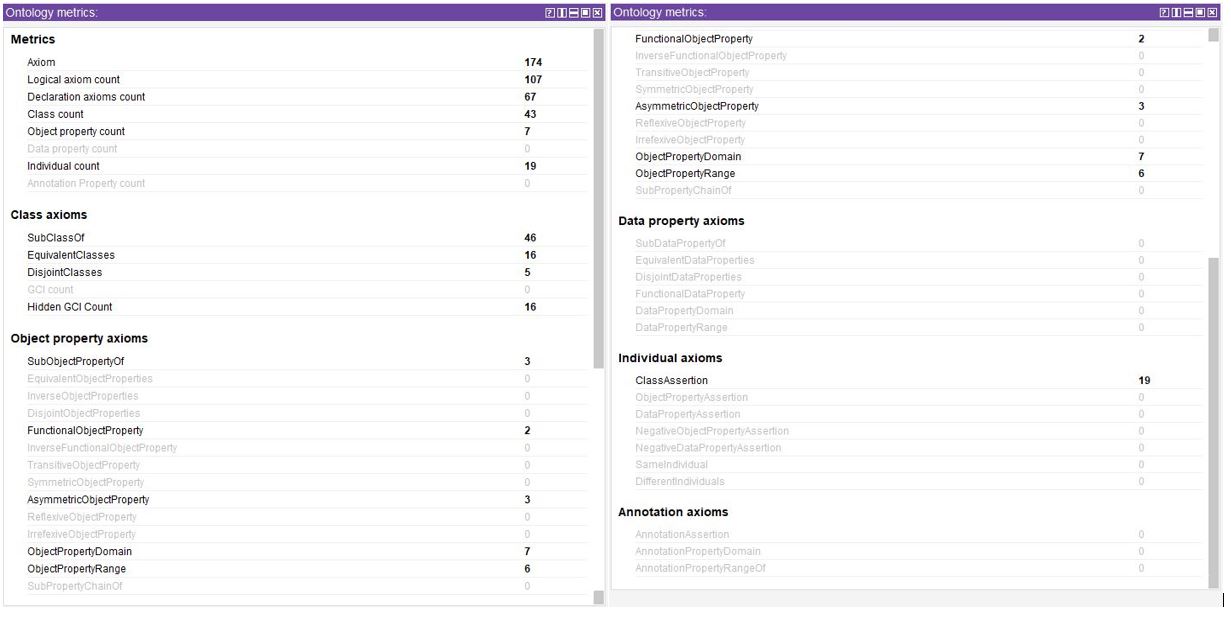 Ontology metrics:
Metrics
Axiom 174
Logical axiom count 107
Declaration axioms count 67
Class count 43
Object property count 7
Data property count 0
Individual count 19
Annotation Property count 0
Class axioms
SubClassOf 46
EquivalentClasses 16
DisjointClasses 5
GCI count 0
Hidden GCI Count 16
Object property axioms
SubObjectPropertyOf 3
EquivalentObjectProperties 0
InverseObjectProperties 0
DisjointObjectProperties 0
FunctionalObjectProperty 2
InverseFunctionalObjectProperty 0
TransitiveObjectProperty 0
SymmetricObjectProperty 0
AsymmetricObjectProperty 3
ReflexiveObjectProperty 0
IrrefexiveObjectProperty 0
ObjectPropertyDomain 7
ObjectPropertyRange 6
SubPropertyChainOf 0
Ontology metrics:
FunctionalObjectProperty 2
InverseFunctionalObjectProperty 0
TransitiveObjectProperty 0
SymmetricObjectProperty 0
AsymmetricObjectProperty 3
ReflexiveObjectProperty 0
IrrefexiveObjectProperty 0
ObjectPropertyDomain 7
ObjectPropertyRange 6
SubPropertyChainOf 0
Data property axioms
SubDataPropertyOf 0
EquivalentDataProperties 0
DisjointDataProperties 0
FunctionalDataProperty 0
DataPropertyDomain 0
DataPropertyRange 0
Individual axioms
ClassAssertion 19
ObjectPropertyAssertion 0
DataPropertyAssertion 0
NegativeObjectPropertyAssertion 0
NegativeDataPropertyAssertion 0
SameIndividual 0
DifferentIndividuals 0
Annotation axioms
AnnotationAssertion 0
AnnotationPropertyDomain 0
AnnotationPropertyRangeOf 0